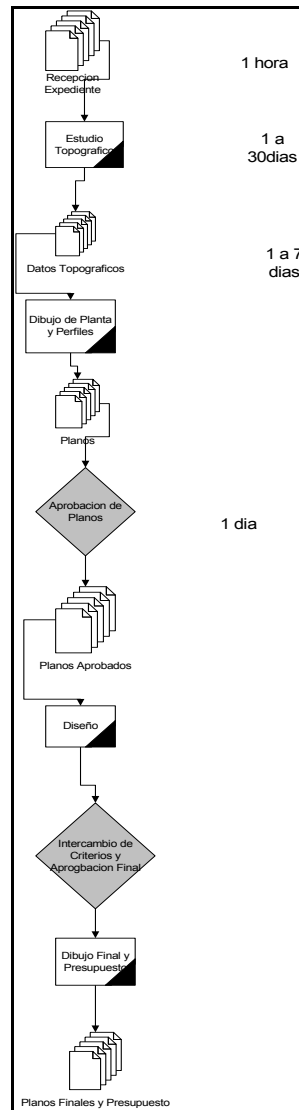 Recepcion
Expediente
1 hora
Estudio
Topografico
1 a
30dias
Datos Topograficos
1 a 7
dias
Dibujo de Planta
y Perfiles
Planos
Aprobacion de
Planos
1 dia
Planos Aprobados
Diseño
Intercambio de
Criterios y
Aprogbacion Final
Dibujo Final y
Presupuesto
Planos Finales y Presupuesto